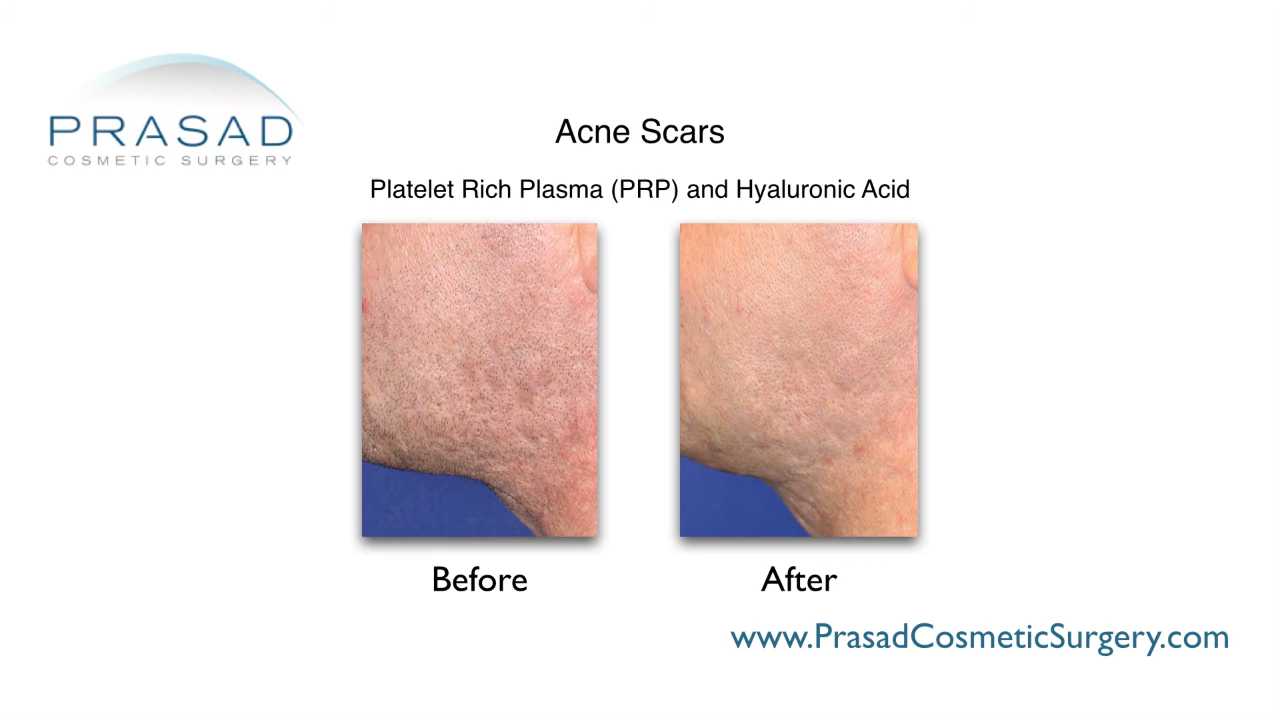 PRASAD
COSMETIC SURGERY
Acne Scars
Platelet Rich Plasma (PRP) and Hyaluronic Acid
Before
After
www.PrasadCosmeticSurgery.com